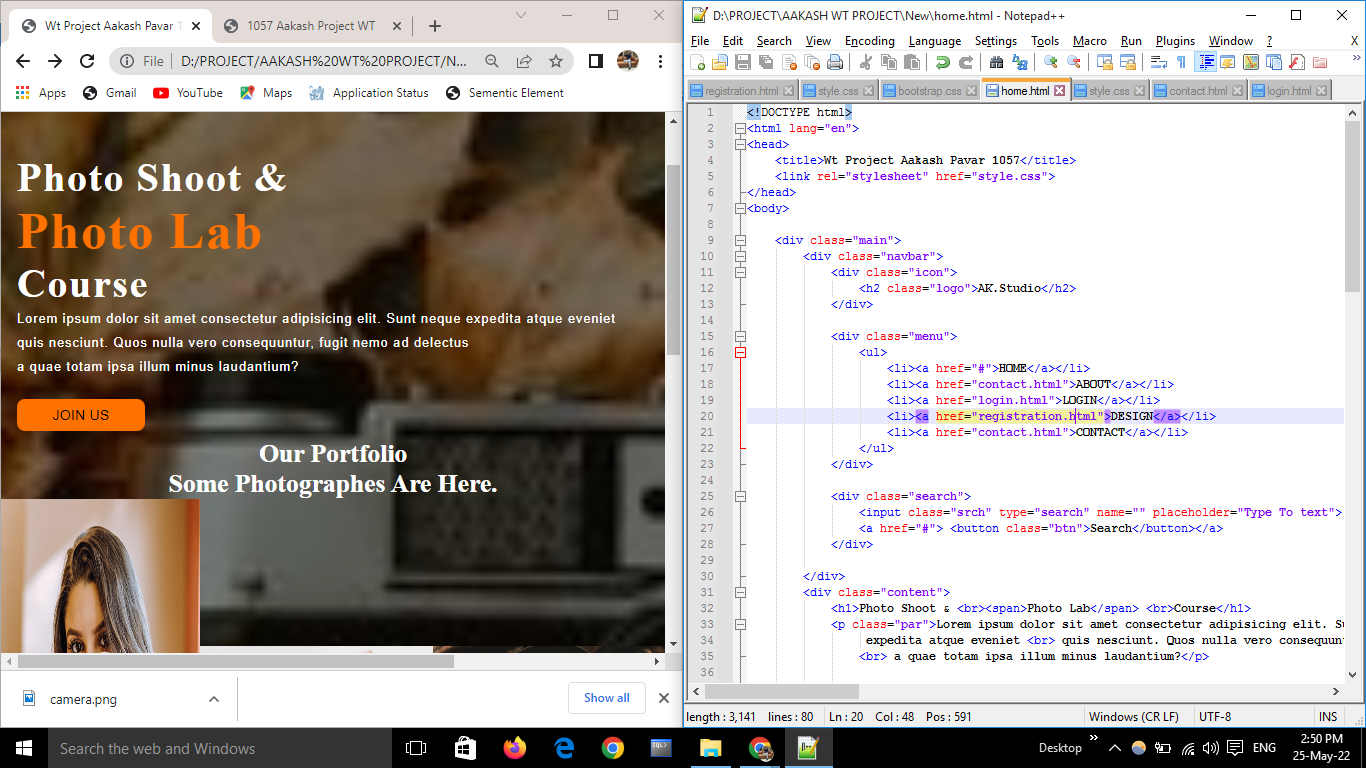 Wt Project Aakash Pavar 1
1057 Aakash Project WT
File
D:/PROJECT/AAKASH%20WT%20PROJECT/N...
Apps
Gmail
YouTube
Maps
Application Status
Sementic Element
Photo Shoot &
Photo Lab
Course
Lorem ipsum dolor sit amet consectetur adipisicing elit. Sunt neque expedita atque eveniet
quis nesciunt. Quos nulla vero consequuntur, fugit nemo ad delectus
a quae totam ipsa illum minus laudantium?
JOIN US
Our Portfolio
Some Photographes Are Here.
camera.png
Show all
D:\PROJECT\AAKASH WT PROJECT\New\home.html - Notepad++
File Edit Search View Encoding Language Settings Tools Macro Run Plugins Window ? X
registration.html style.css bootstrap.css home.html style.css contact.html login.html
1 <!DOCTYPE html>
2 <html lang="en">
3 <head>
4 <title>Wt Project Aakash Pavar 1057</title>
5 <link rel="stylesheet" href="style.css">
6 </head>
7 <body>
8
9 <div class="main">
10 <div class="navbar">
11 <div class="icon">
12 <h2 class="logo">AK.Studio</h2>
13 </div>
14
15 <div class="menu">
16 <ul>
17 <li><a href="#">HOME</a></li>
18 <li><a href="contact.html">ABOUT</a></li>
19 <li><a href="login.html">LOGIN</a></li>
20 <li><a href="registration.html">DESIGN</a></li>
21 <li><a href="contact.html">CONTACT</a></li>
22 </ul>
23 </div>
24
25 <div class="search">
26 <input class="srch" type="search" name="" placeholder="Type To text">
27 <a href="#"> <button class="btn">Search</button></a>
28 </div>
29
30 </div>
31 <div class="content">
32 <h1>Photo Shoot & <br><span>Photo Lab</span> <br>Course</h1>
33 <p class="par">Lorem ipsum dolor sit amet consectetur adipisicing elit. Su
34 expedita atque eveniet <br> quis nesciunt. Quos nulla vero consequun
35 <br> a quae totam ipsa illum minus laudantium?</p>
36
length : 3,141 lines : 80 Ln : 20 Col : 48 Pos : 591 Windows (CR LF) UTF-8 INS
Search the web and Windows
SQL>
Desktop
ENG
2:50 PM
25-May-22